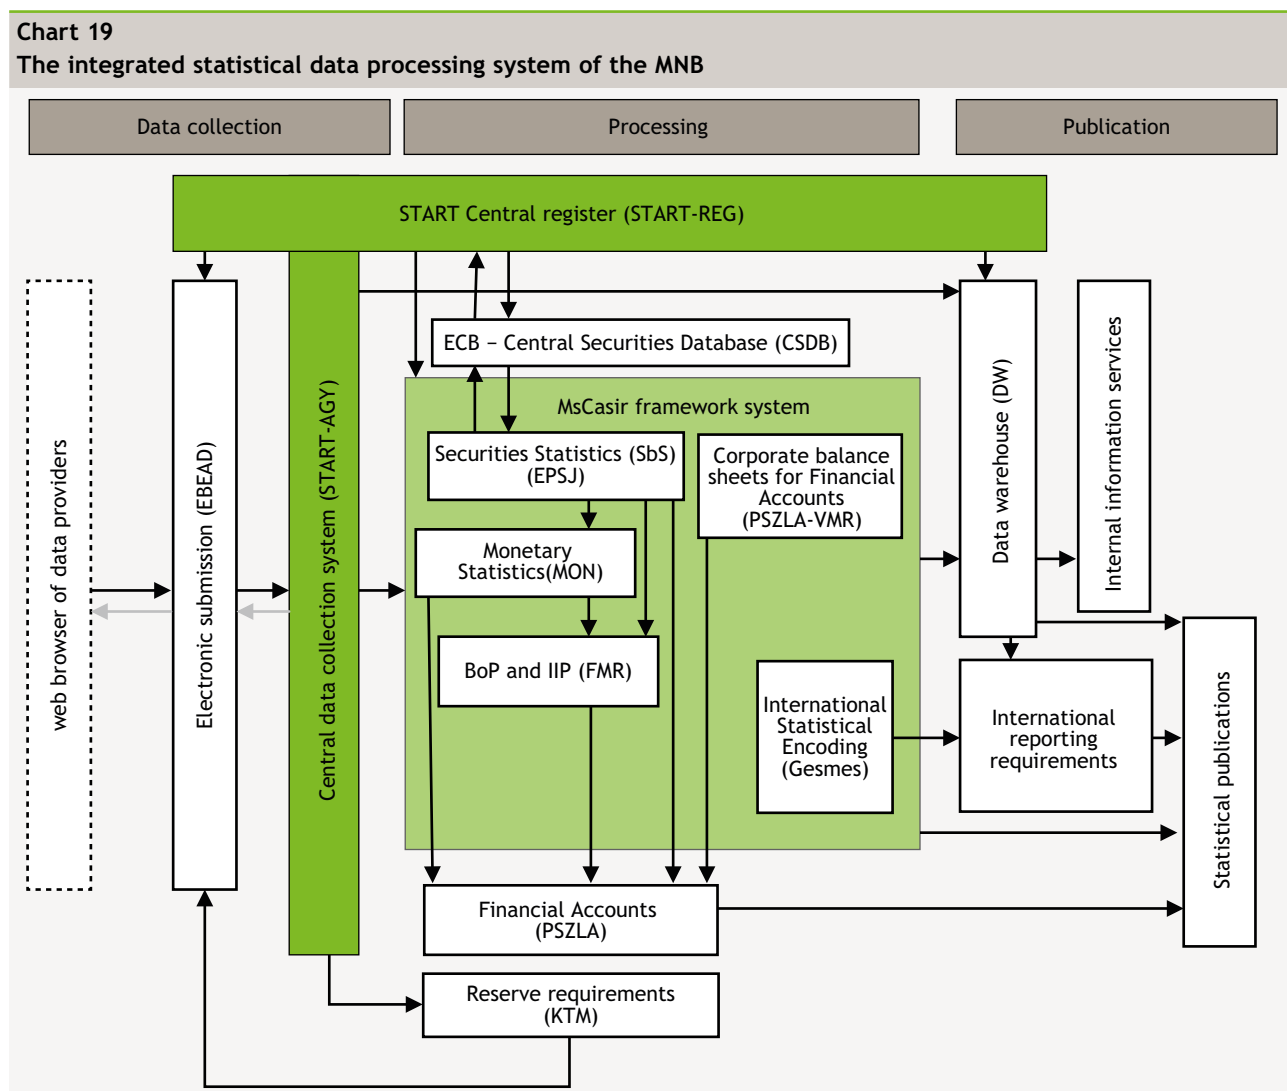 Chart 19
The integrated statistical data processing system of the MNB
Data collection
Processing
Publication
START Central register (START-REG)
web browser of data providers
Electronic submission (EBEAD)
Central data collection system (START-AGY)
ECB – Central Securities Database (CSDB)
MsCasir framework system
Securities Statistics (SbS)
(EPSJ)
Corporate balance
sheets for Financial
Accounts
(PSZLA-VMR)
Monetary
Statistics(MON)
BoP and IIP (FMR)
International
Statistical
Encoding
(Gesmes)
Data warehouse (DW)
Internal information services
International
reporting
requirements
Statistical publications
Financial Accounts
(PSZLA)
Reserve requirements
(KTM)